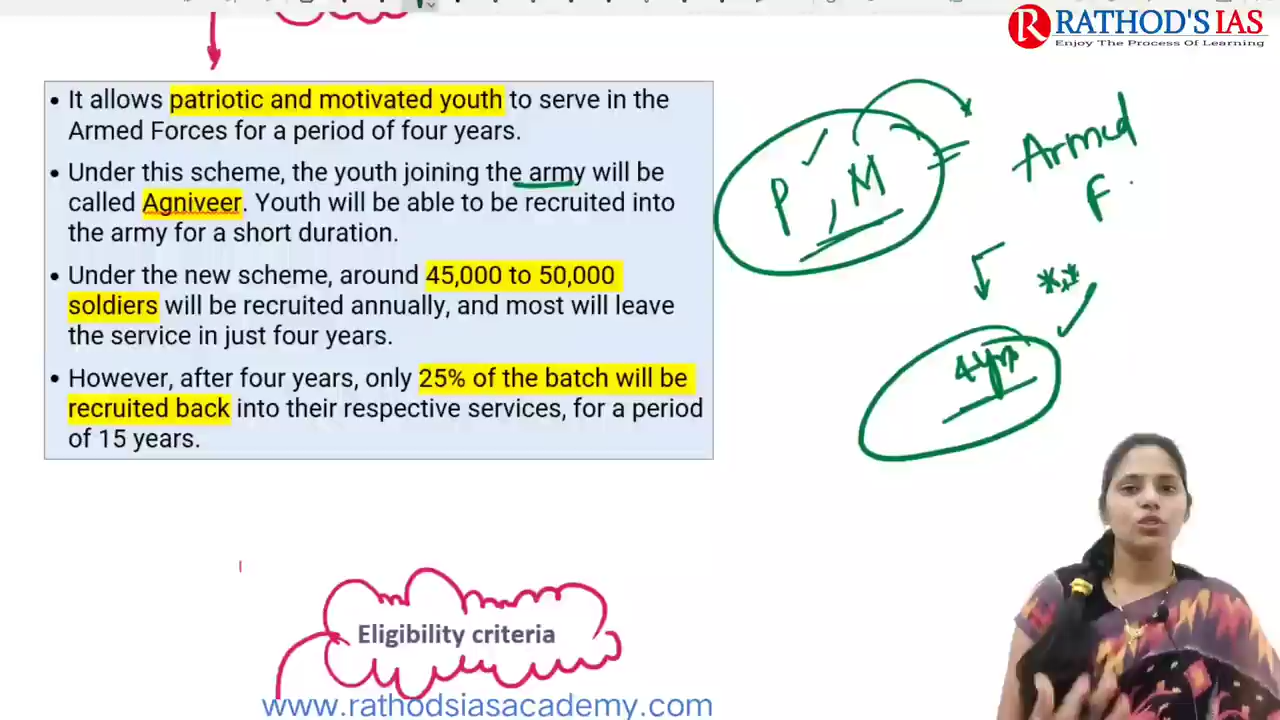 RATHOD'S IAS
Enjoy The Process Of Learning
• It allows patriotic and motivated youth to serve in the
Armed Forces for a period of four years.
• Under this scheme, the youth joining the army will be
called Agniveer. Youth will be able to be recruited into
the army for a short duration.
• Under the new scheme, around 45,000 to 50,000
soldiers will be recruited annually, and most will leave
the service in just four years.
• However, after four years, only 25% of the batch will be
recruited back into their respective services, for a period
of 15 years.
P, M
Armed
F.
4 yrs
Eligibility criteria
www.rathodsiasacademy.com